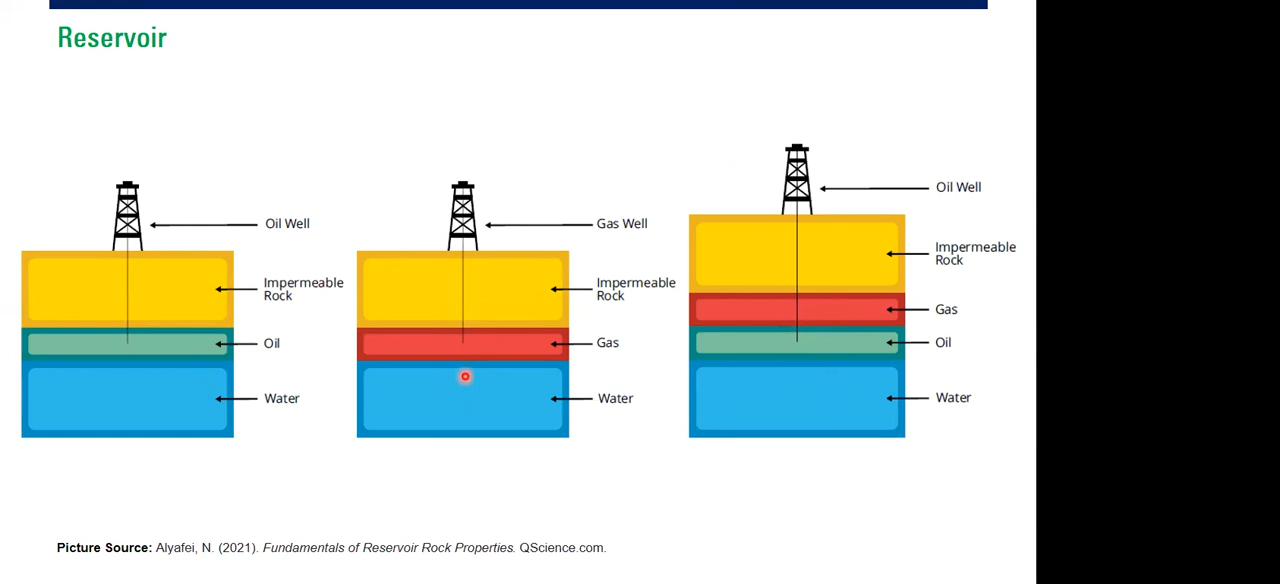 Reservoir
Oil Well
Impermeable
Rock
Oil
Water
Gas Well
Impermeable
Rock
Gas
Water
Oil Well
Impermeable
Rock
Gas
Oil
Water
Picture Source: Alyafei, N. (2021). Fundamentals of Reservoir Rock Properties. QScience.com.